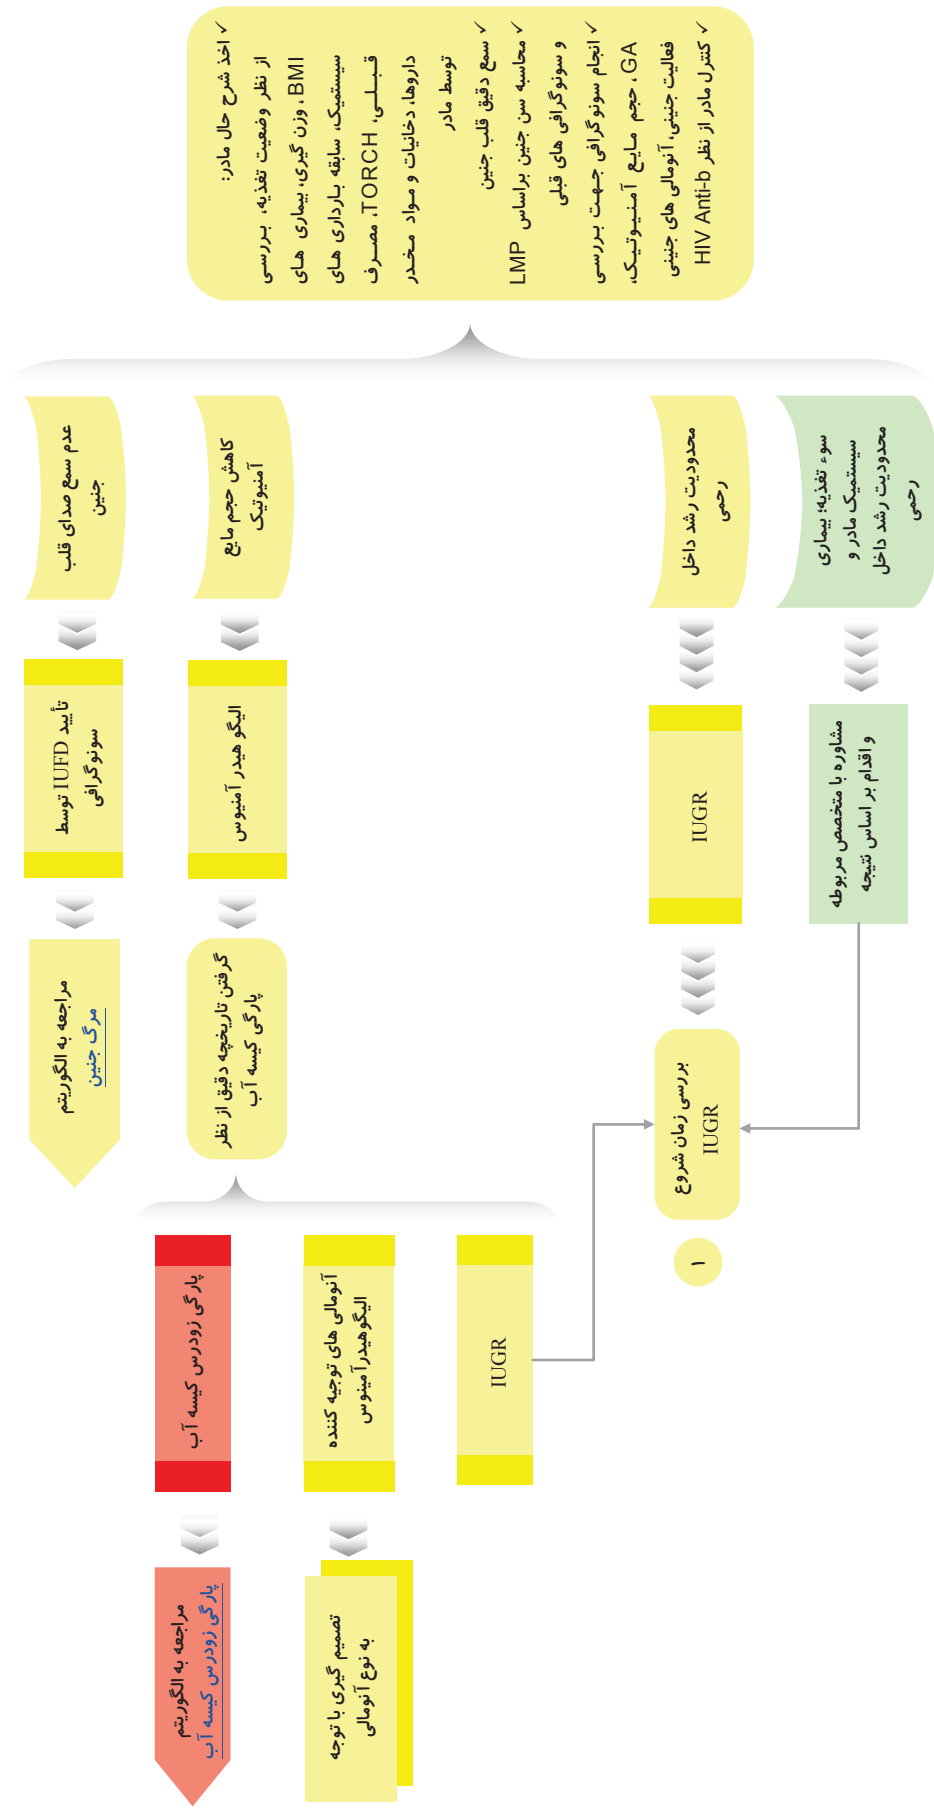 ✓ اخذ شرح حال مادر:
از نظر وضعیت تغذیه، بررسی
BMI، وزن گیری، بیماری های
سیستمیک، سابقه بارداری های
قبلی، TORCH، مصرف
داروها، دخانیات و مواد مخدر
توسط مادر
✓ سمع دقیق قلب جنین
✓ محاسبه سن جنین براساس LMP
و سونوگرافی های قبلی
✓ انجام سونوگرافی جهت بررسی
GA، حجم مایع آمنیوتیک،
فعالیت جنینی، آنومالی های جنینی
✓ کنترل مادر از نظر HIV Anti-b
عدم سمع صدای قلب
جنین
کاهش حجم مایع
آمنیوتیک
محدودیت رشد داخل
رحمی
سوء تغذیه؛ بیماری
سیستمیک مادر و
محدودیت رشد داخل
رحمی
تأیید IUFD توسط
سونوگرافی
الیگو هیدر آمنیوس
IUGR
مشاوره با متخصص مربوطه
و اقدام بر اساس نتیجه
مراجعه به الگوریتم
مرگ جنین
گرفتن تاریخچه دقیق از نظر
پارگی کیسه آب
بررسی زمان شروع
IUGR
۱
پارگی زودرس کیسه آب
آنومالی های توجیه کننده
الیگوهیدرآمینوس
IUGR
مراجعه به الگوریتم
پارگی زودرس کیسه آب
تصمیم گیری با توجه
به نوع آنومالی